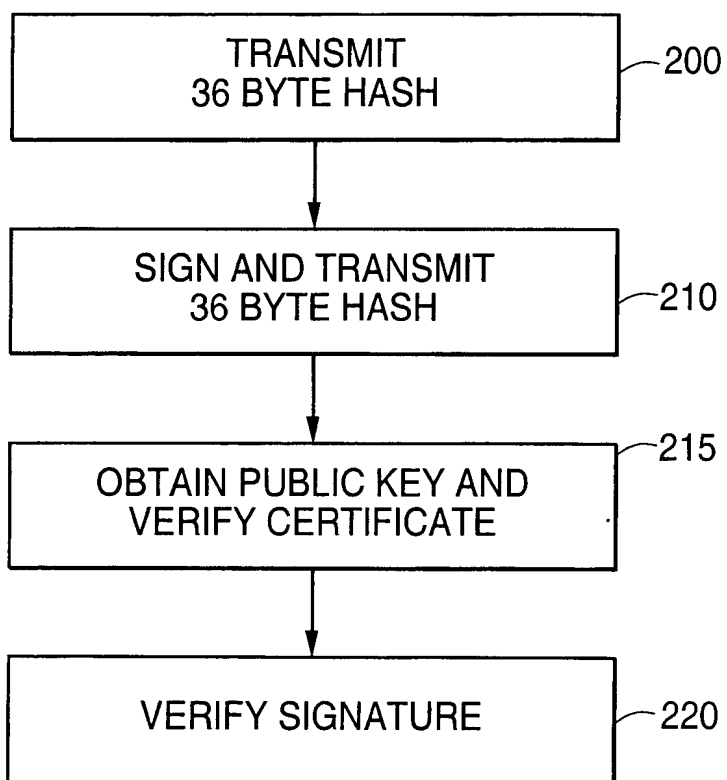 TRANSMIT
36 BYTE HASH
200
SIGN AND TRANSMIT
36 BYTE HASH
210
OBTAIN PUBLIC KEY AND
VERIFY CERTIFICATE
215
VERIFY SIGNATURE
220